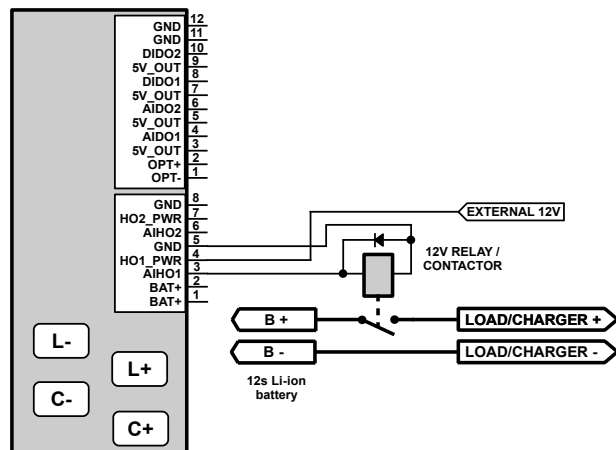 12
GND
11
GND
10
DIDO2
9
5V_OUT
8
DIDO1
7
5V_OUT
6
AIDO2
5
5V_OUT
4
AIDO1
3
5V_OUT
2
OPT+
1
OPT-
8
GND
7
HO2_PWR
6
AIHO2
5
GND
4
HO1_PWR
3
AIHO1
2
BAT+
1
BAT+
EXTERNAL 12V
12V RELAY /
CONTACTOR
B +
LOAD/CHARGER +
B -
LOAD/CHARGER -
12s Li-ion
battery
L-
L+
C-
C+